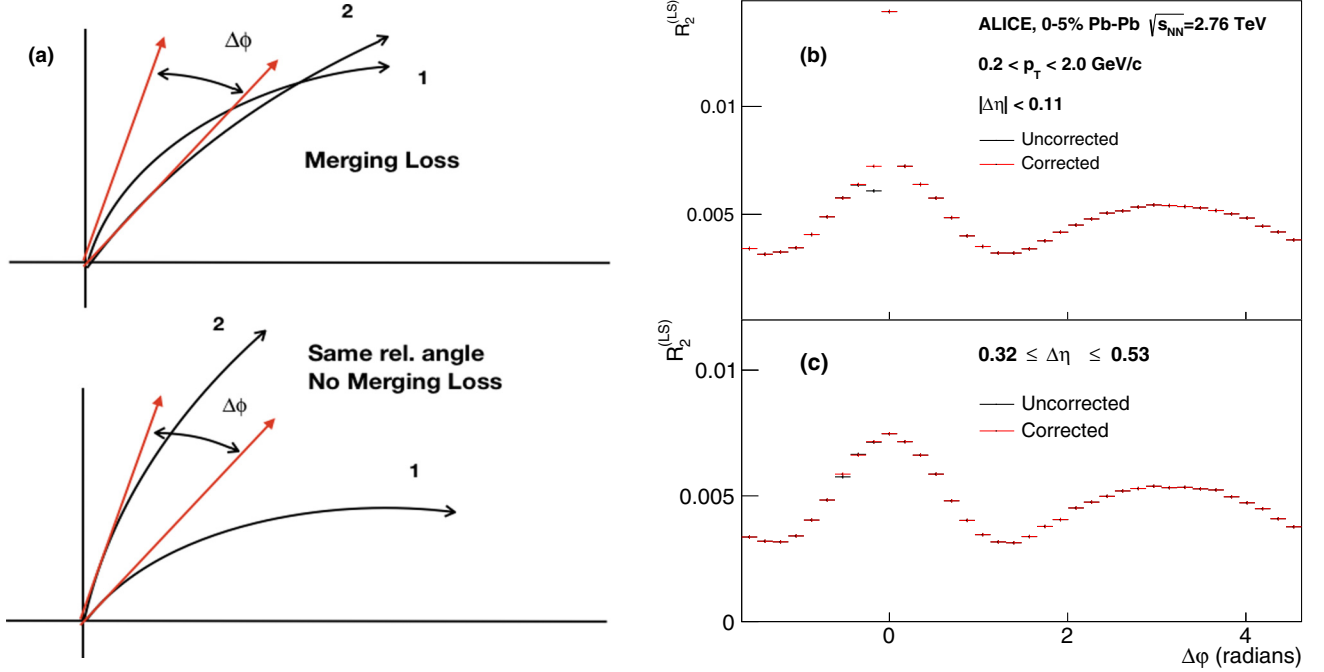 (a)
2
Δϕ
1
Merging Loss
2
Same rel. angle
No Merging Loss
Δϕ
1
R₂^(LS)
(b)
ALICE, 0-5% Pb-Pb √s_NN=2.76 TeV
0.2 < p_T < 2.0 GeV/c
|Δη| < 0.11
Uncorrected
Corrected
0.01
0.005
R₂^(LS)
(c)
0.32 ≤ Δη ≤ 0.53
Uncorrected
Corrected
0.01
0.005
0
0 2 4
Δφ (radians)